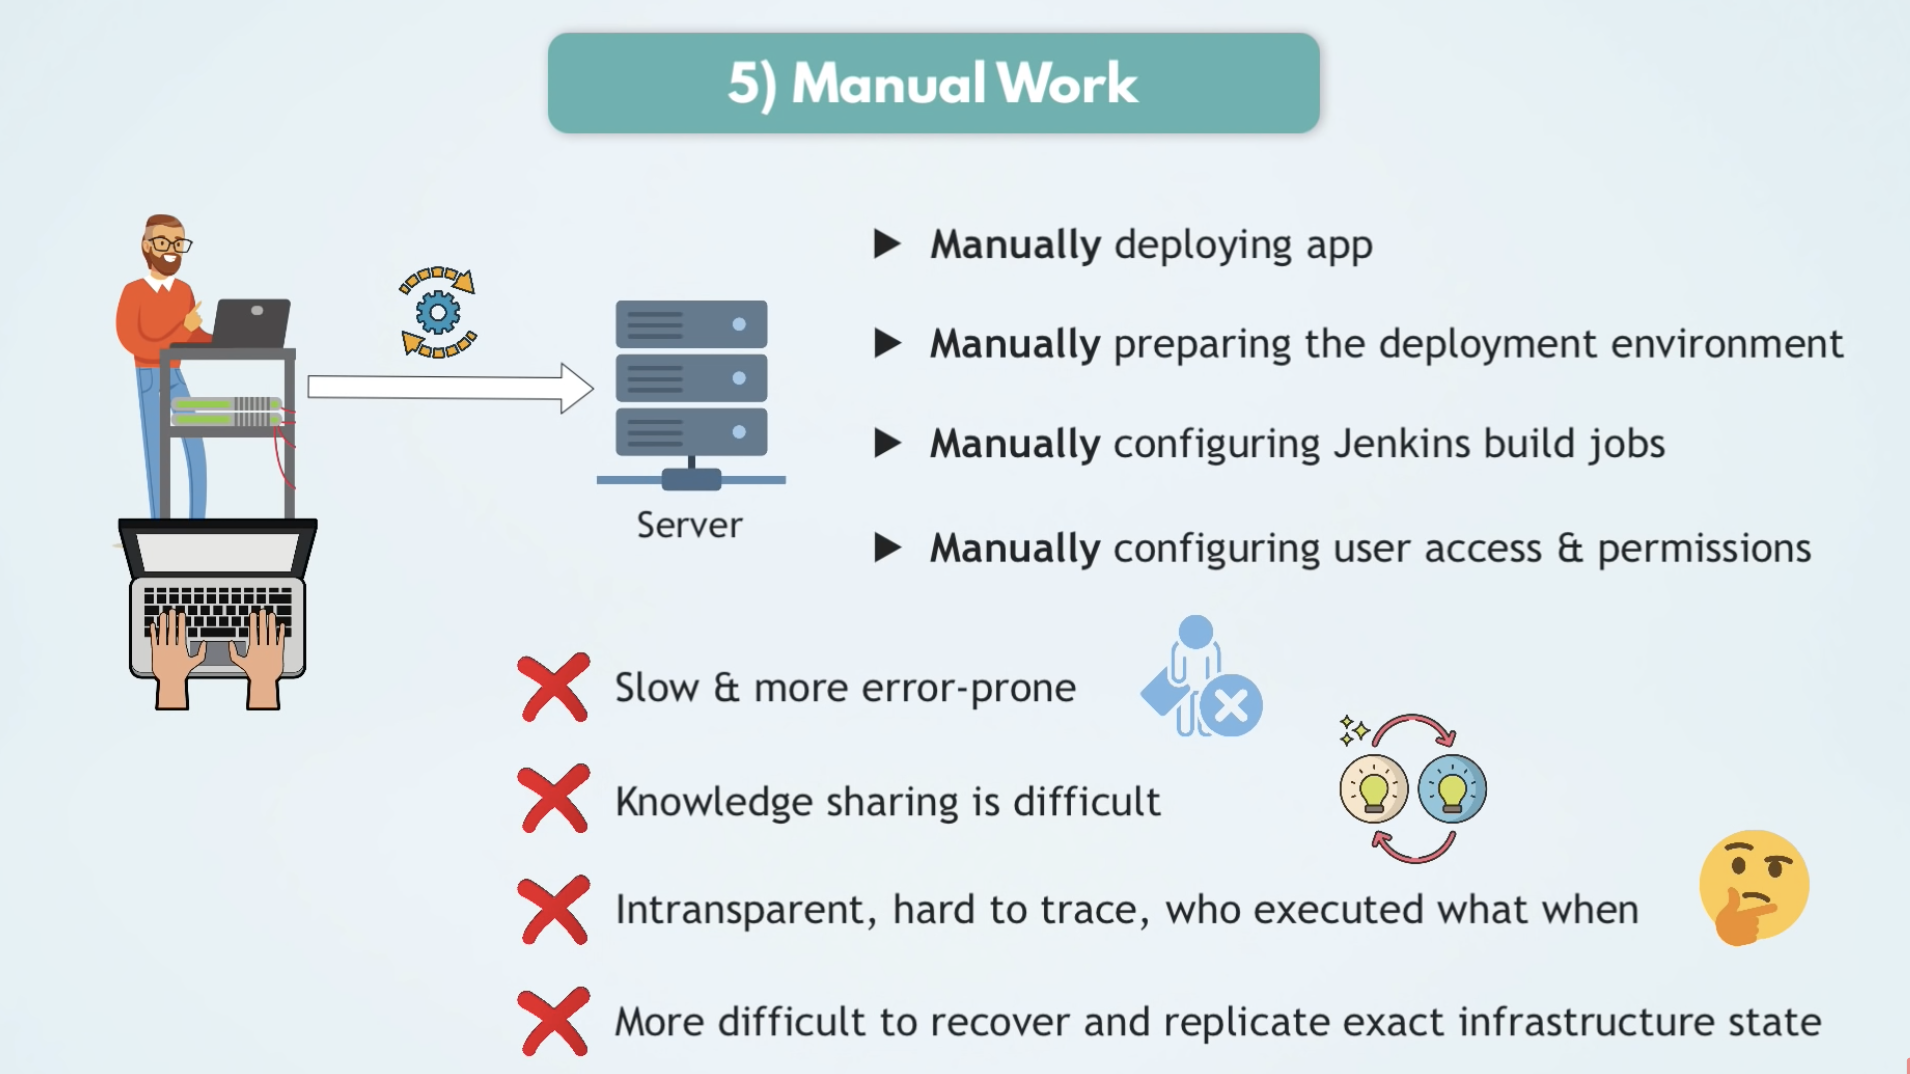 5) Manual Work
Manually deploying app
Manually preparing the deployment environment
Manually configuring Jenkins build jobs
Server
Manually configuring user access & permissions
Slow & more error-prone
Knowledge sharing is difficult
Intransparent, hard to trace, who executed what when
More difficult to recover and replicate exact infrastructure state